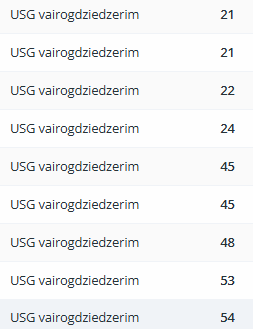 USG vairogdziedzerim 21
USG vairogdziedzerim 21
USG vairogdziedzerim 22
USG vairogdziedzerim 24
USG vairogdziedzerim 45
USG vairogdziedzerim 45
USG vairogdziedzerim 48
USG vairogdziedzerim 53
USG vairogdziedzerim 54